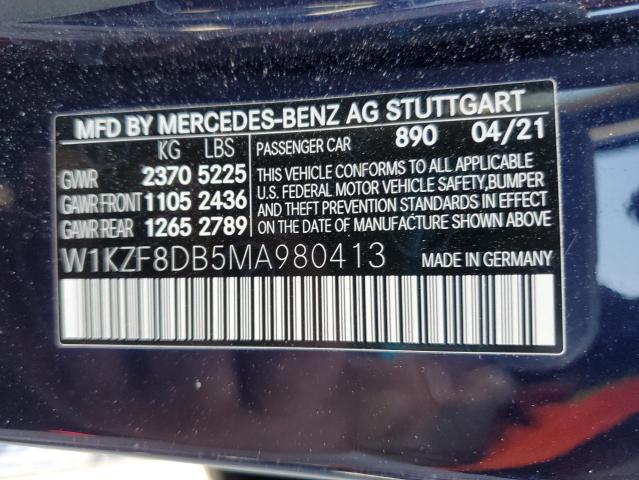 MFD BY MERCEDES-BENZ AG STUTTGART
KG LBS PASSENGER CAR 890 04/21
GVWR 2370 5225
GAWR FRONT 1105 2436
GAWR REAR 1265 2789
THIS VEHICLE CONFORMS TO ALL APPLICABLE
U.S. FEDERAL MOTOR VEHICLE SAFETY,BUMPER
AND THEFT PREVENTION STANDARDS IN EFFECT
ON THE DATE OF MANUFACTURE SHOWN ABOVE
W1KZF8DB5MA980413 MADE IN GERMANY